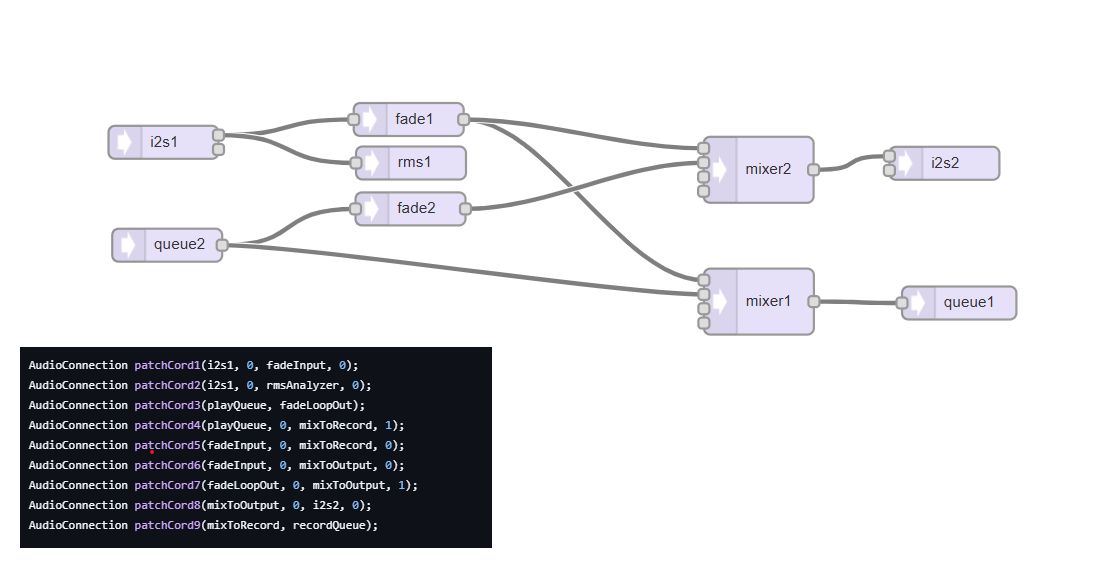 fade1
i2s1
rms1
mixer2
i2s2
fade2
queue2
mixer1
queue1
AudioConnection patchCord1(i2s1, 0, fadeInput, 0);
AudioConnection patchCord2(i2s1, 0, rmsAnalyzer, 0);
AudioConnection patchCord3(playQueue, fadeLoopOut);
AudioConnection patchCord4(playQueue, 0, mixToRecord, 1);
AudioConnection patchCord5(fadeInput, 0, mixToRecord, 0);
AudioConnection patchCord6(fadeInput, 0, mixToOutput, 0);
AudioConnection patchCord7(fadeLoopOut, 0, mixToOutput, 1);
AudioConnection patchCord8(mixToOutput, 0, i2s2, 0);
AudioConnection patchCord9(mixToRecord, recordQueue);